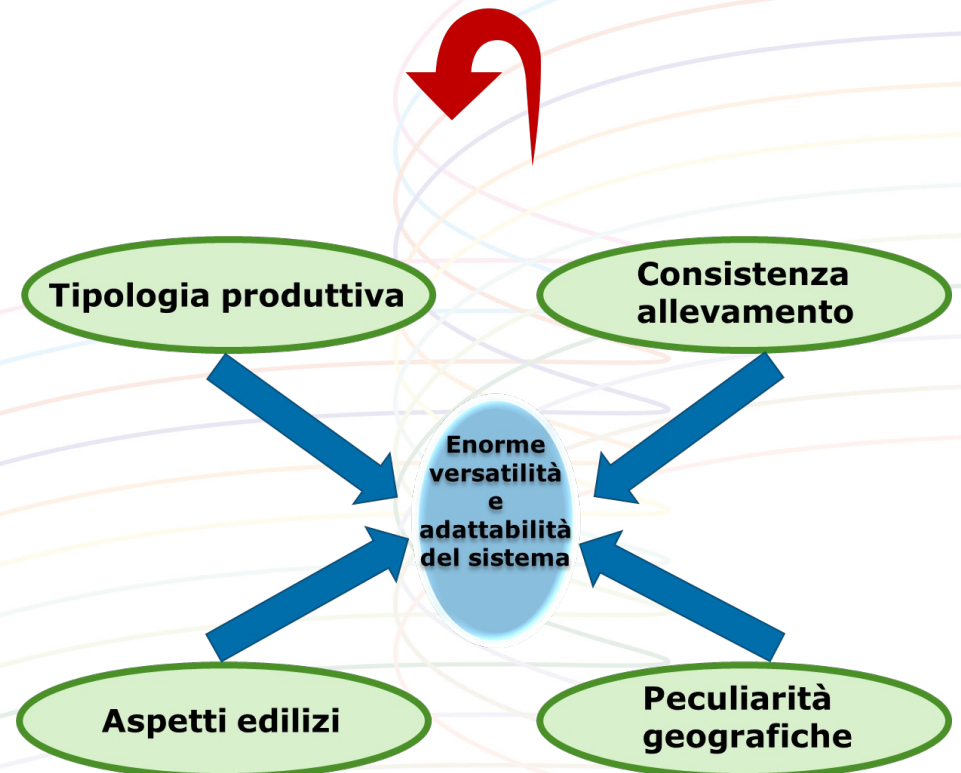 Tipologia produttiva
Consistenza
allevamento
Enorme
versatilità
e
adattabilità
del sistema
Aspetti edilizi
Peculiarità
geografiche